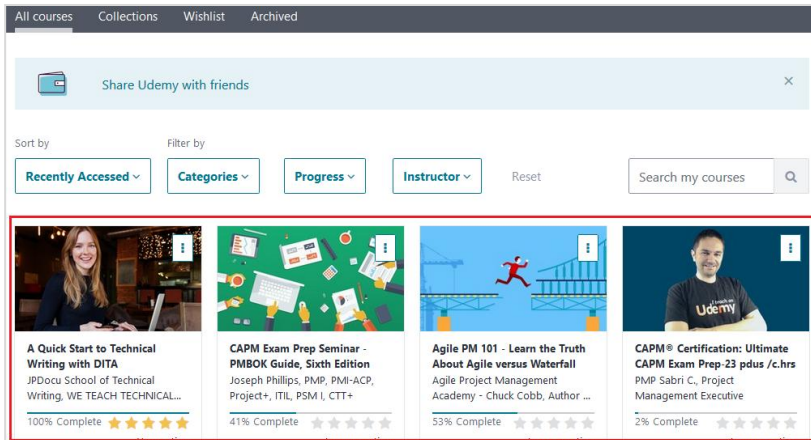 All courses Collections Wishlist Archived
Share Udemy with friends
Sort by Filter by
Recently Accessed Categories Progress Instructor Reset Search my courses
A Quick Start to Technical
Writing with DITA
JPDocu School of Technical
Writing, WE TEACH TECHNICAL...
100% Complete
CAPM Exam Prep Seminar -
PMBOK Guide, Sixth Edition
Joseph Phillips, PMP, PMI-ACP,
Project+, ITIL, PSM I, CTT+
41% Complete
Agile PM 101 - Learn the Truth
About Agile versus Waterfall
Agile Project Management
Academy - Chuck Cobb, Author ...
53% Complete
I teach on
Udemy
CAPM® Certification: Ultimate
CAPM Exam Prep-23 pdus /c.hrs
PMP Sabri C., Project
Management Executive
2% Complete